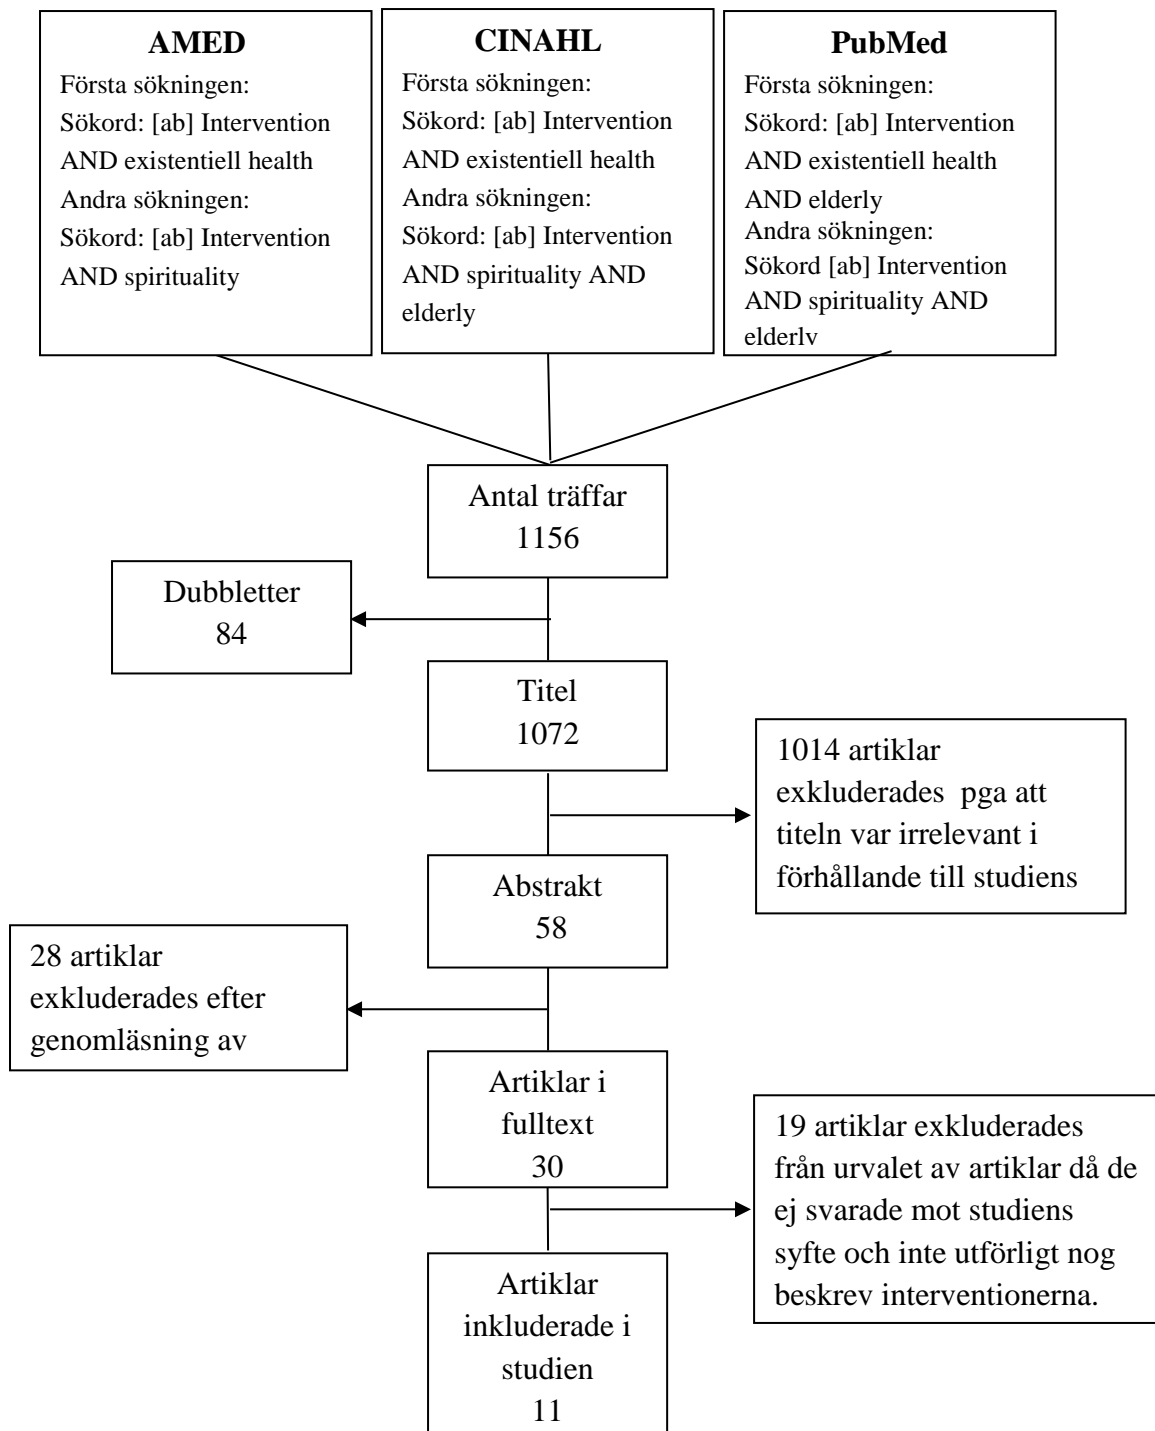 AMED
Första sökningen:
Sökord: [ab] Intervention
AND existentiell health
Andra sökningen:
Sökord: [ab] Intervention
AND spirituality
CINAHL
Första sökningen:
Sökord: [ab] Intervention
AND existentiell health
Andra sökningen:
Sökord: [ab] Intervention
AND spirituality AND
elderly
PubMed
Första sökningen:
Sökord: [ab] Intervention
AND existentiell health
AND elderly
Andra sökningen:
Sökord [ab] Intervention
AND spirituality AND
elderly
Antal träffar
1156
Dubbletter
84
Titel
1072
1014 artiklar
exkluderades pga att
titeln var irrelevant i
förhållande till studiens
Abstrakt
58
28 artiklar
exkluderades efter
genomläsning av
Artiklar i
fulltext
30
19 artiklar exkluderades
från urvalet av artiklar då de
ej svarade mot studiens
syfte och inte utförligt nog
beskrev interventionerna.
Artiklar
inkluderade i
studien
11